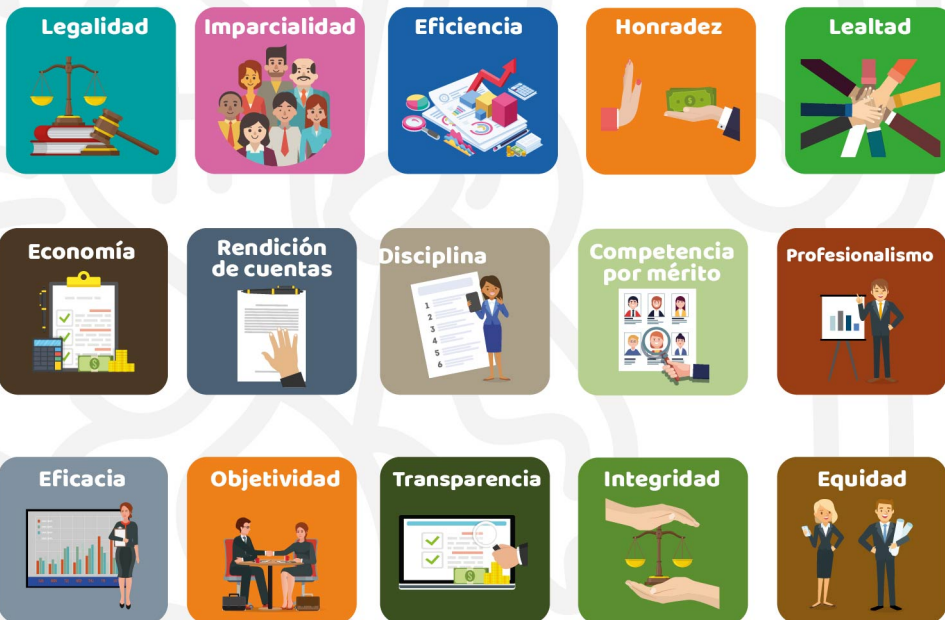 Legalidad
Imparcialidad
Eficiencia
Honradez
Lealtad
Economía
Rendición
de cuentas
Disciplina
Competencia
por mérito
Profesionalismo
Eficacia
Objetividad
Transparencia
Integridad
Equidad